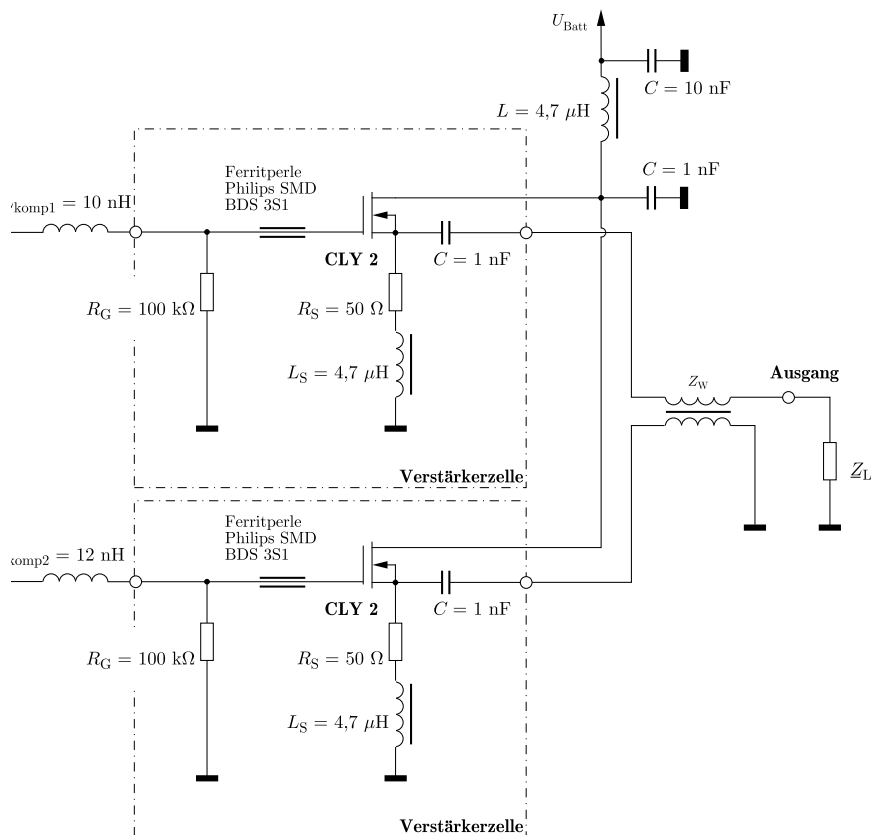 U_Batt
C = 10 nF
L = 4,7 μH
C = 1 nF
Ferritperle
Philips SMD
BDS 3S1
komp1 = 10 nH
CLY 2
C = 1 nF
R_G = 100 kΩ
R_S = 50 Ω
L_S = 4,7 μH
Z_W
Ausgang
Z_L
Verstärkerzelle
Ferritperle
Philips SMD
BDS 3S1
komp2 = 12 nH
CLY 2
C = 1 nF
R_G = 100 kΩ
R_S = 50 Ω
L_S = 4,7 μH
Verstärkerzelle